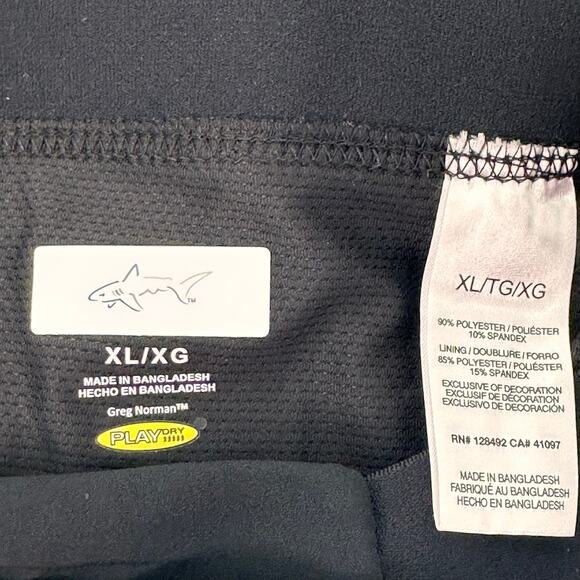 XL/XG
MADE IN BANGLADESH
HECHO EN BANGLADESH
Greg Norman™
PLAYDRY
XL/TG/XG
90% POLYESTER / POLIÉSTER
10% SPANDEX
LINING / DOUBLURE / FORRO
85% POLYESTER / POLIÉSTER
15% SPANDEX
EXCLUSIVE OF DECORATION
EXCLUSIF DE DÉCORATION
EXCLUSIVO DE DECORACIÓN
RN# 128492 CA# 41097
MADE IN BANGLADESH
FABRIQUÉ AU BANGLADESH
HECHO EN BANGLADESH